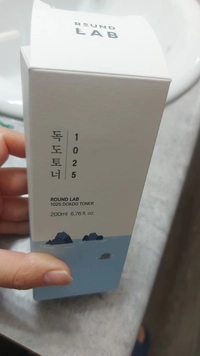 ROUND
LAB
독도토너
1025
ROUND LAB
1025 DOKDO TONER
200ml 6.76 fl. oz